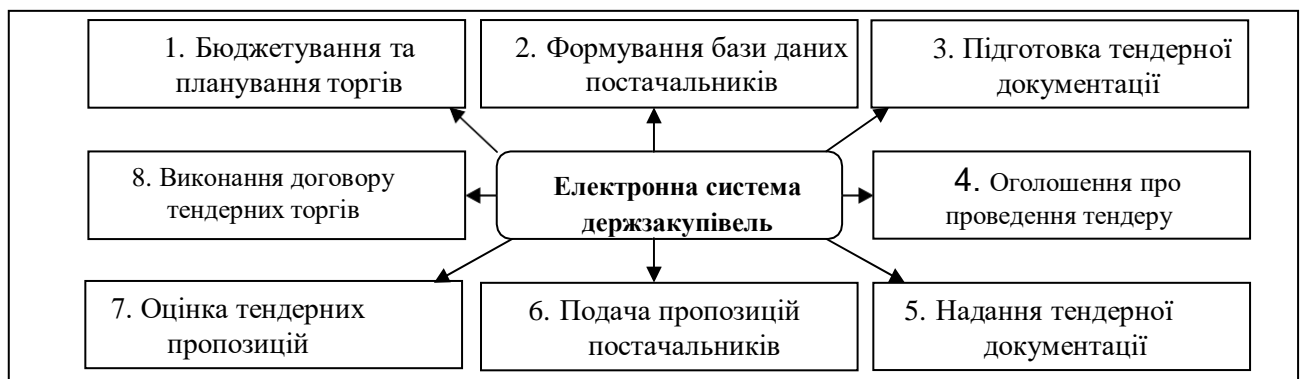 1. Бюджетування та
планування торгів
2. Формування бази даних
постачальників
3. Підготовка тендерної
документації
8. Виконання договору
тендерних торгів
Електронна система
держзакупівель
4. Оголошення про
проведення тендеру
7. Оцінка тендерних
пропозицій
6. Подача пропозицій
постачальників
5. Надання тендерної
документації